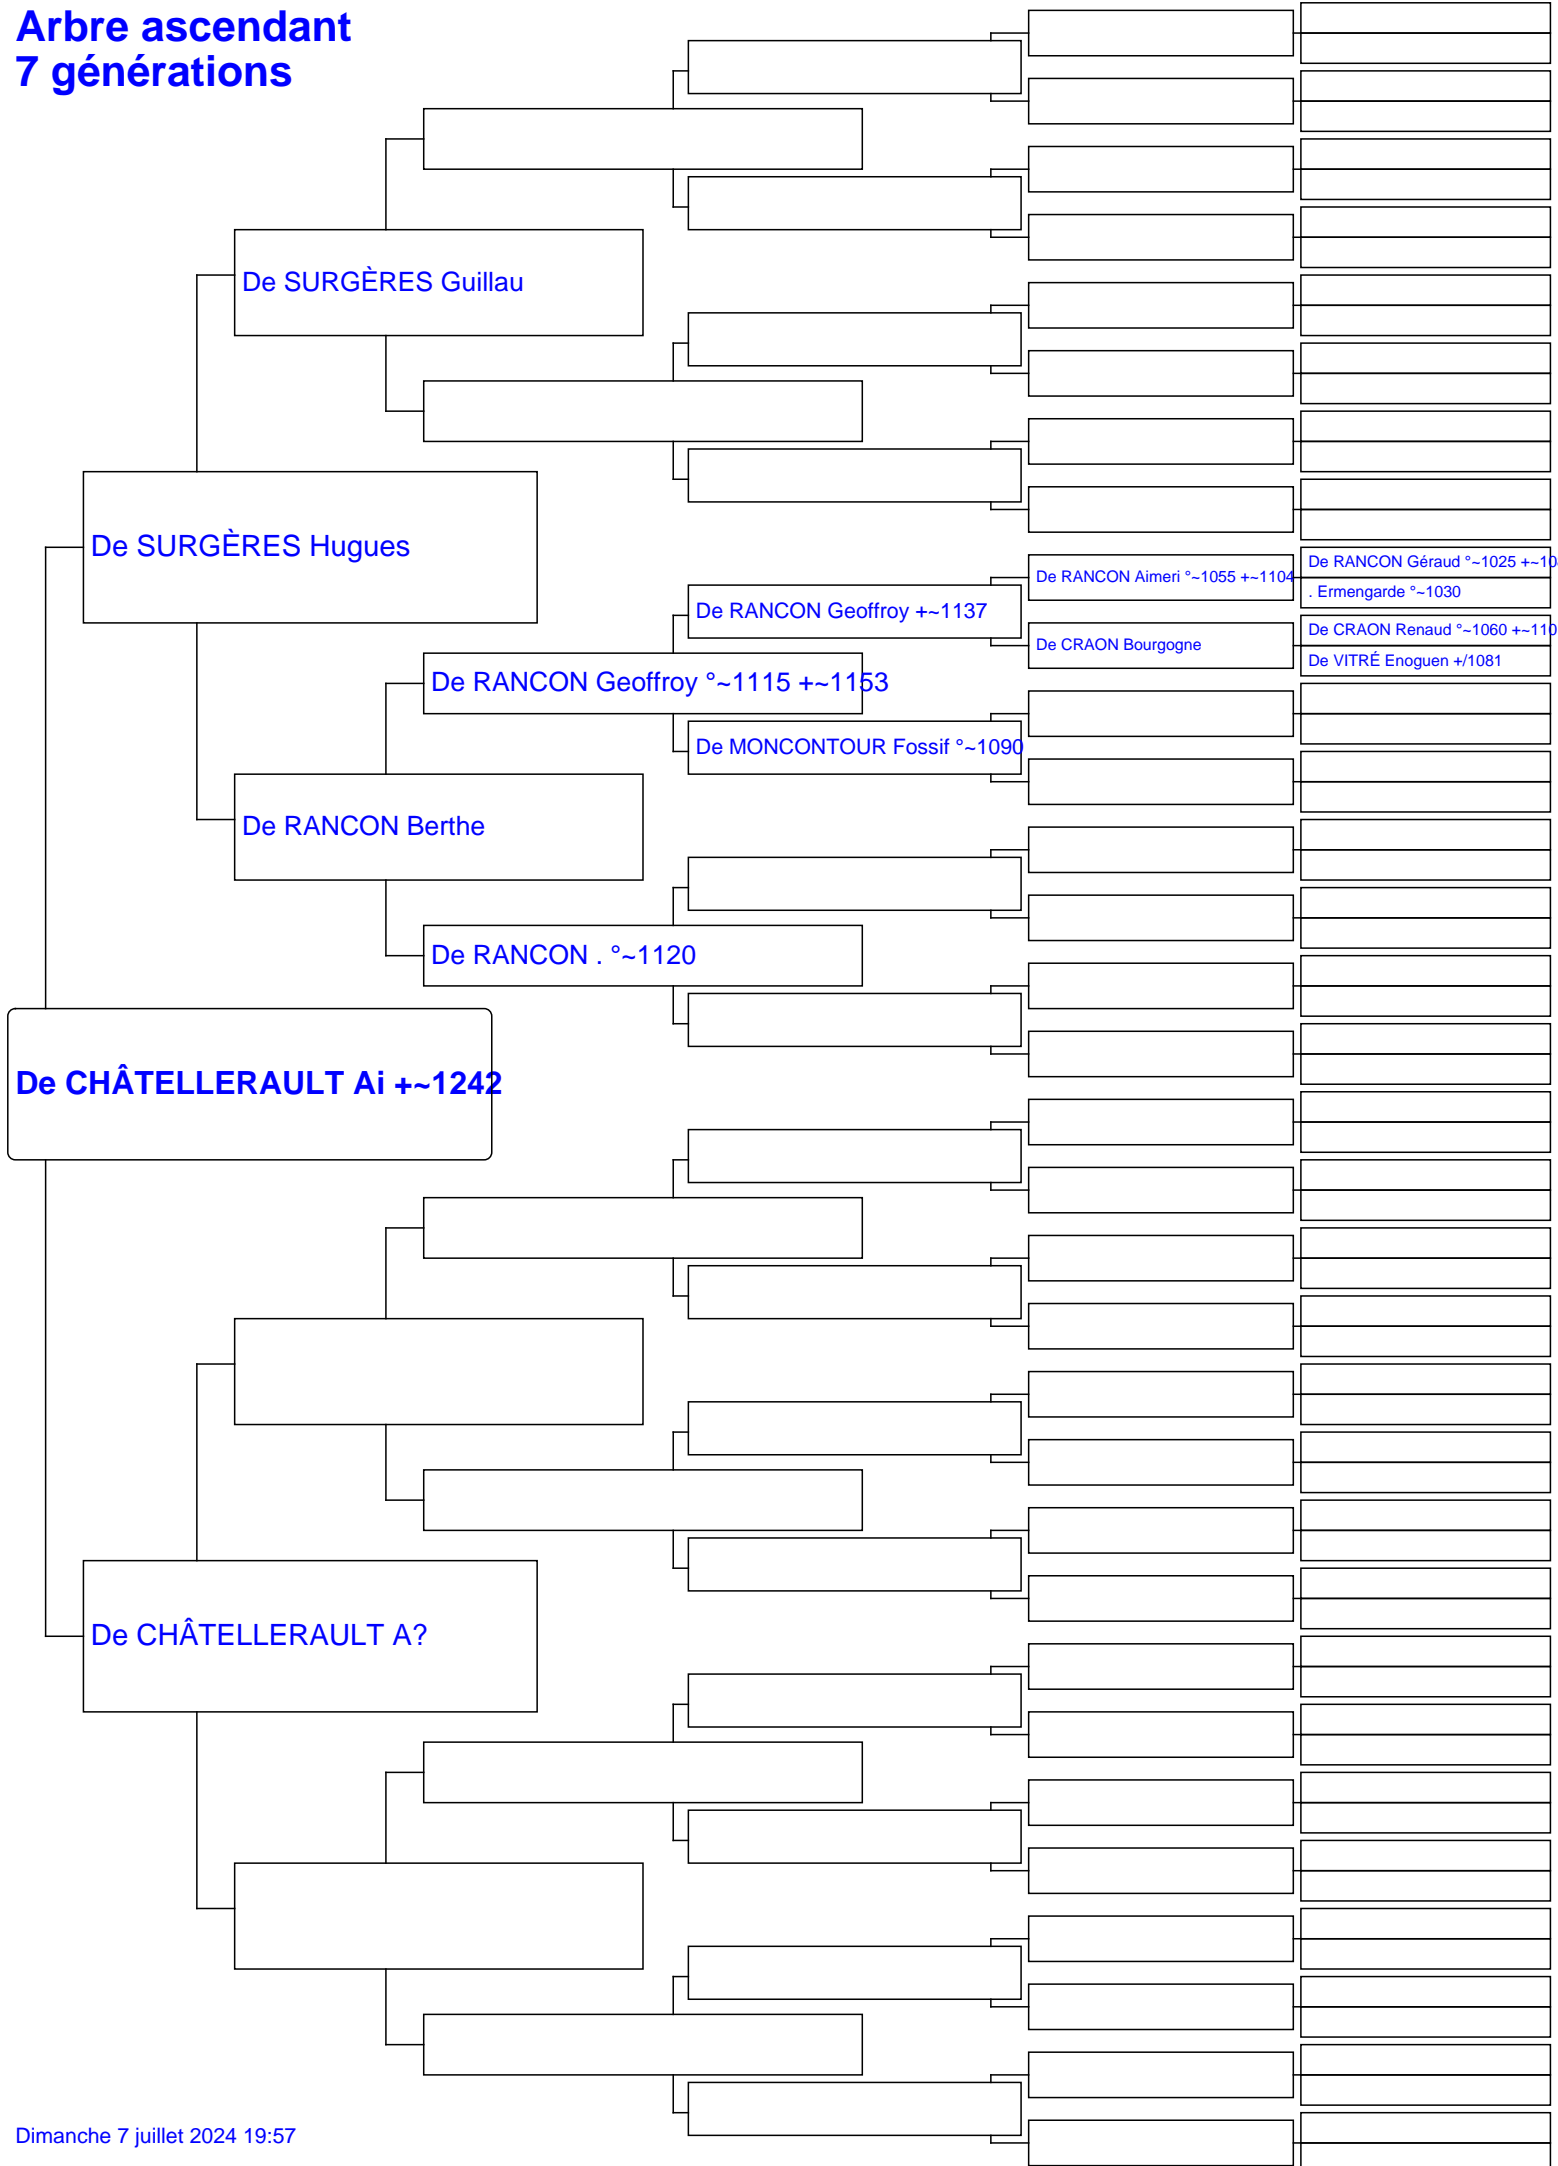 Arbre ascendant
7 générations
De SURGÈRES Guillau
De SURGÈRES Hugues
De RANCON Géraud °~1025 +~10
De RANCON Aimeri °~1055 +~1104
. Ermengarde °~1030
De RANCON Geoffroy +~1137
De CRAON Renaud °~1060 +~110
De CRAON Bourgogne
De VITRÉ Enoguen +/1081
De RANCON Geoffroy °~1115 +~1153
De MONCONTOUR Fossif °~1090
De RANCON Berthe
De RANCON . °~1120
De CHÂTELLERAULT Ai +~1242
De CHÂTELLERAULT A?
Dimanche 7 juillet 2024 19:57